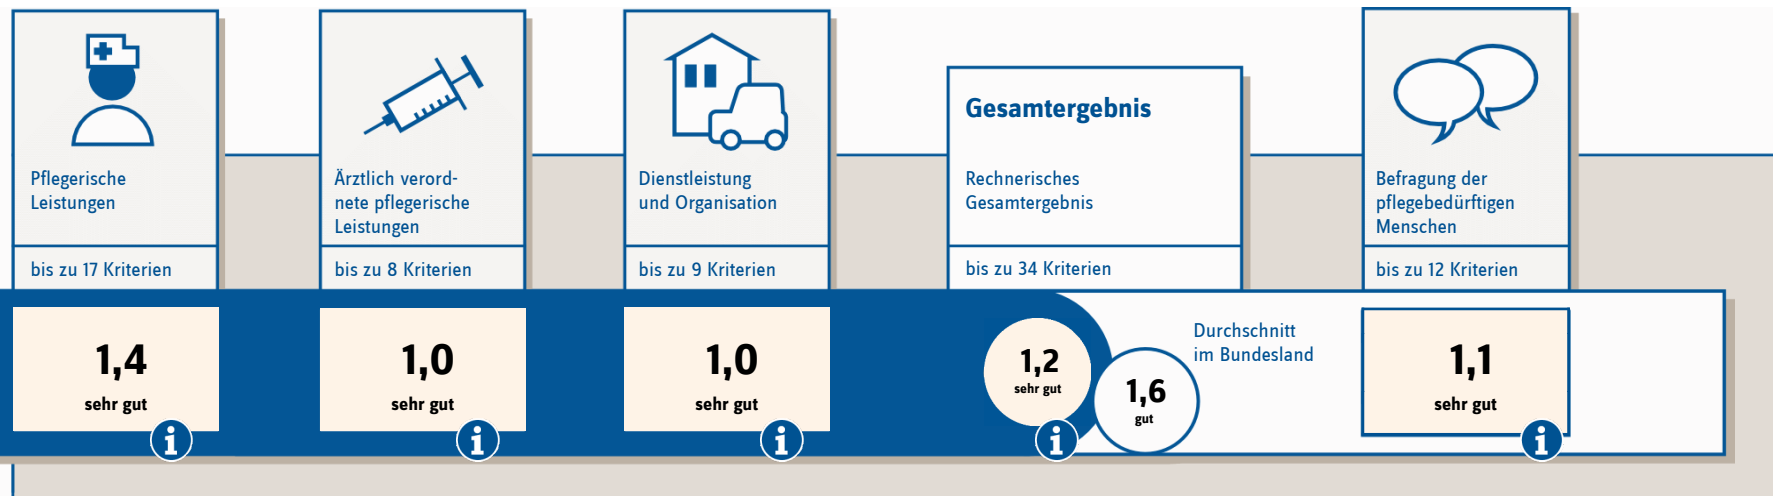 Pflegerische
Leistungen
bis zu 17 Kriterien
1,4
sehr gut
i
Ärztlich verord-
nete pflegerische
Leistungen
bis zu 8 Kriterien
1,0
sehr gut
i
Dienstleistung
und Organisation
bis zu 9 Kriterien
1,0
sehr gut
i
Gesamtergebnis
Rechnerisches
Gesamtergebnis
bis zu 34 Kriterien
1,2
sehr gut
i
Durchschnitt
im Bundesland
1,6
gut
Befragung der
pflegebedürftigen
Menschen
bis zu 12 Kriterien
1,1
sehr gut
i